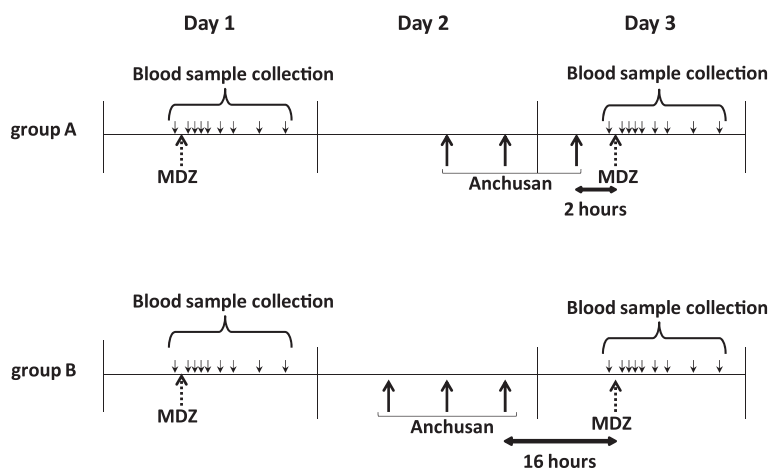 Day 1 Day 2 Day 3
Blood sample collection Blood sample collection
group A
MDZ Anchusan MDZ
2 hours
Blood sample collection Blood sample collection
group B
MDZ Anchusan MDZ
16 hours